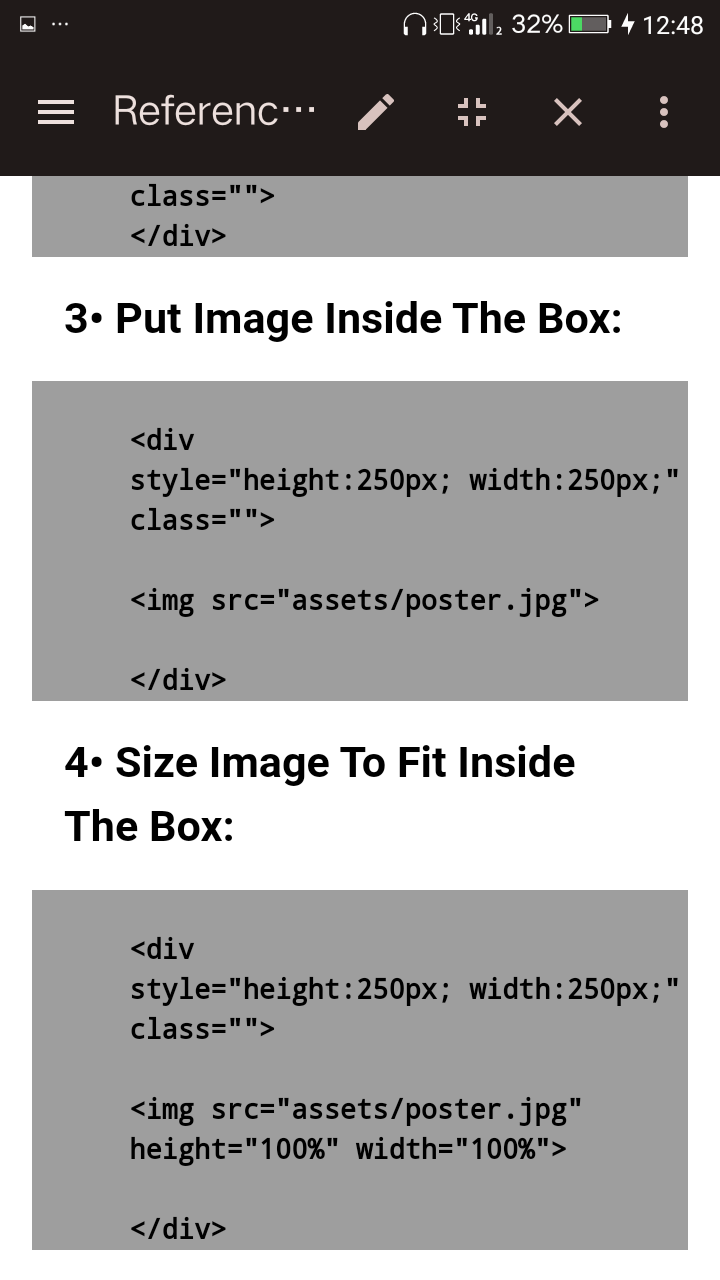 4G 2 32% 12:48
Referenc···
class="">
</div>
3• Put Image Inside The Box:
<div
style="height:250px; width:250px;"
class="">
<img src="assets/poster.jpg">
</div>
4• Size Image To Fit Inside
The Box:
<div
style="height:250px; width:250px;"
class="">
<img src="assets/poster.jpg"
height="100%" width="100%">
</div>